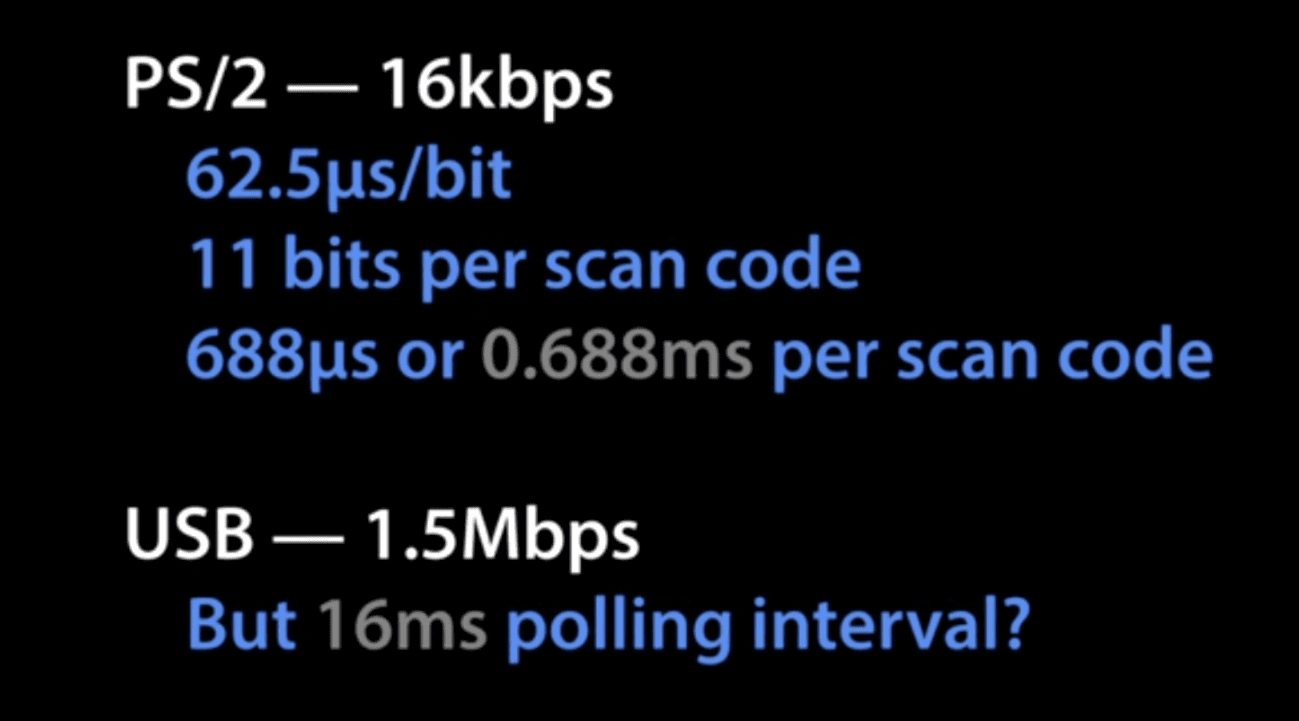 PS/2 — 16kbps
62.5µs/bit
11 bits per scan code
688µs or 0.688ms per scan code
USB — 1.5Mbps
But 16ms polling interval?